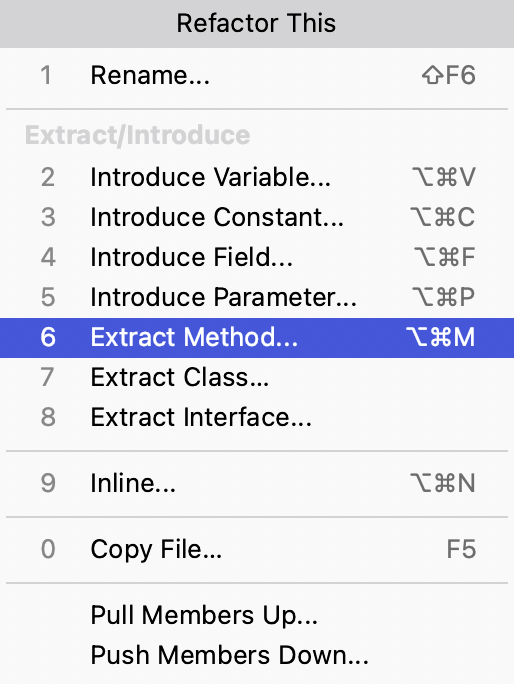 Refactor This
1 Rename... ⇧F6
Extract/Introduce
2 Introduce Variable... ⌥⌘V
3 Introduce Constant... ⌥⌘C
4 Introduce Field... ⌥⌘F
5 Introduce Parameter... ⌥⌘P
6 Extract Method... ⌥⌘M
7 Extract Class...
8 Extract Interface...
9 Inline... ⌥⌘N
0 Copy File... F5
Pull Members Up...
Push Members Down...